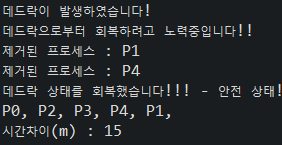 데드락이 발생하였습니다!
데드락으로부터 회복하려고 노력중입니다!!
제거된 프로세스 : P1
제거된 프로세스 : P4
데드락 상태를 회복했습니다!!! - 안전 상태!
P0, P2, P3, P4, P1,
시간차이(m) : 15